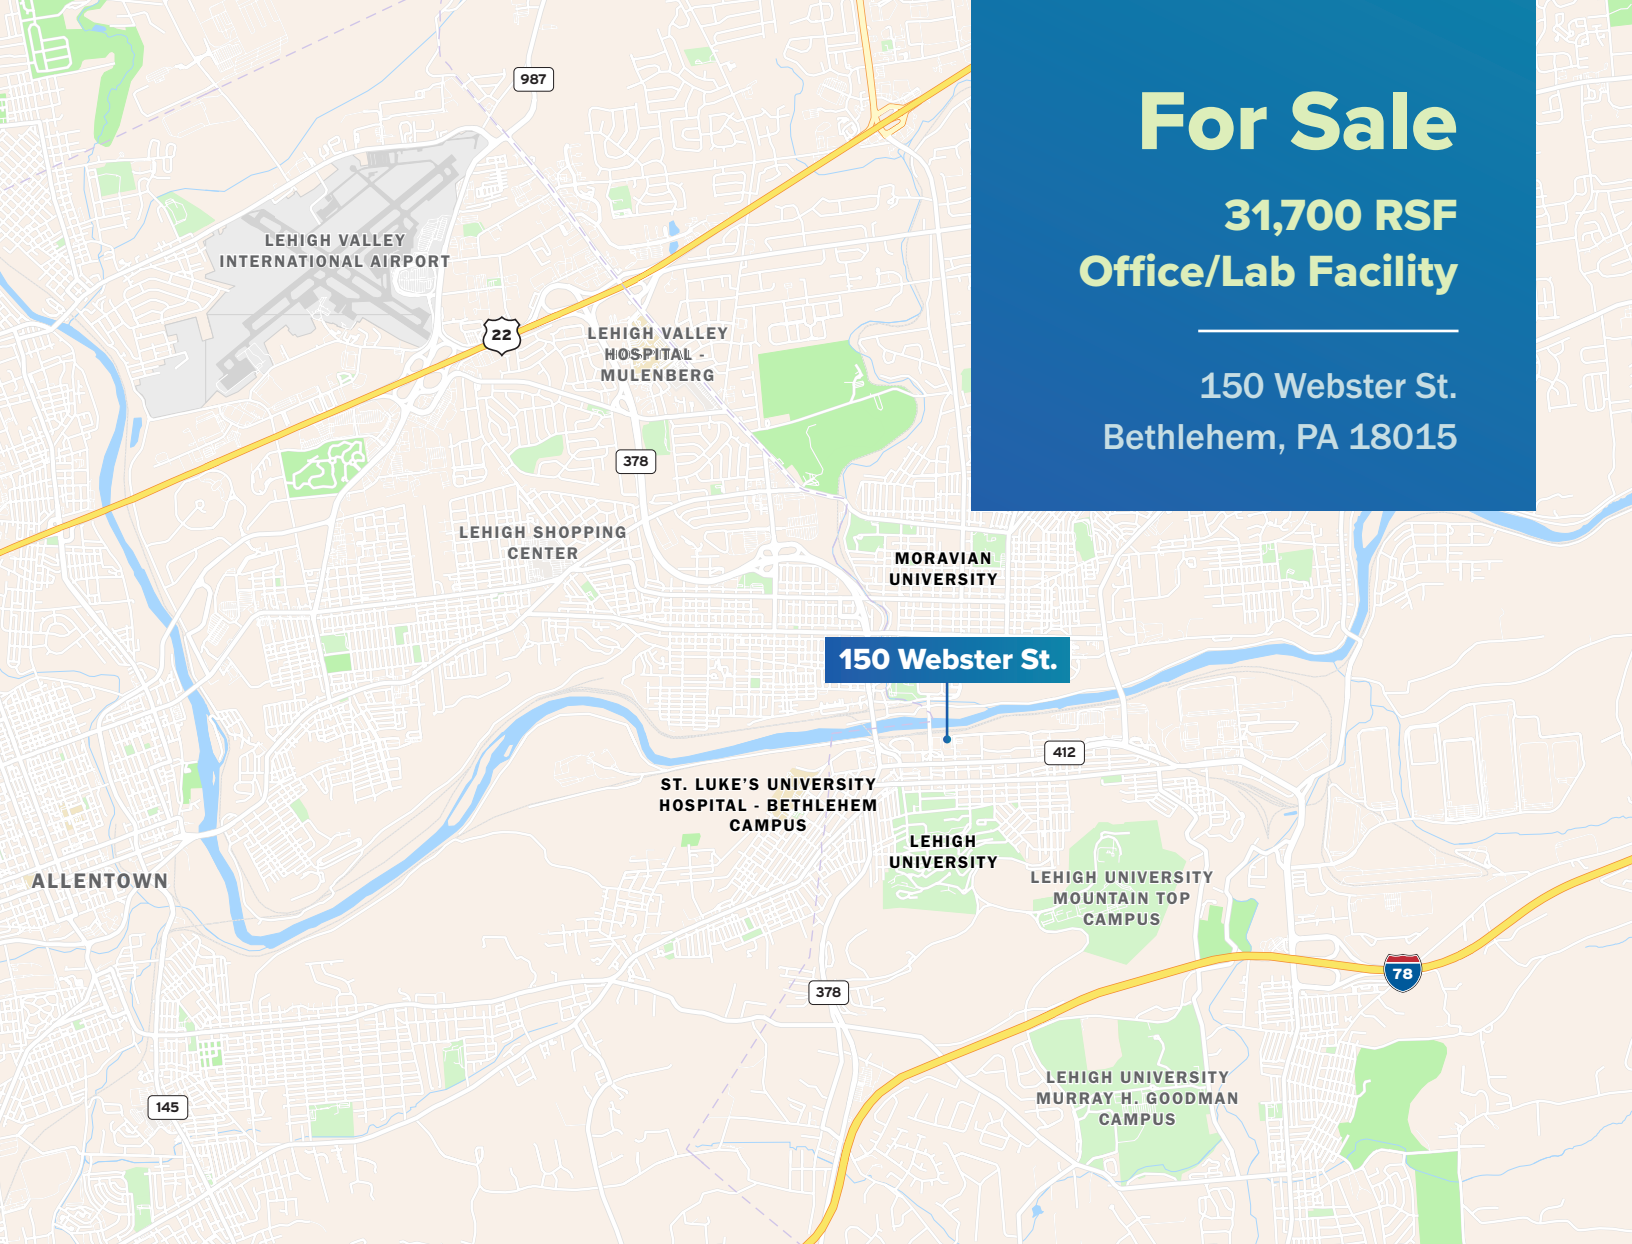 For Sale
31,700 RSF
Office/Lab Facility
150 Webster St.
Bethlehem, PA 18015
987
LEHIGH VALLEY
INTERNATIONAL AIRPORT
22
LEHIGH VALLEY
HOSPITAL -
MULENBERG
378
LEHIGH SHOPPING
CENTER
MORAVIAN
UNIVERSITY
150 Webster St.
412
ST. LUKE'S UNIVERSITY
HOSPITAL - BETHLEHEM
CAMPUS
LEHIGH
UNIVERSITY
ALLENTOWN
LEHIGH UNIVERSITY
MOUNTAIN TOP
CAMPUS
78
378
LEHIGH UNIVERSITY
MURRAY H. GOODMAN
CAMPUS
145